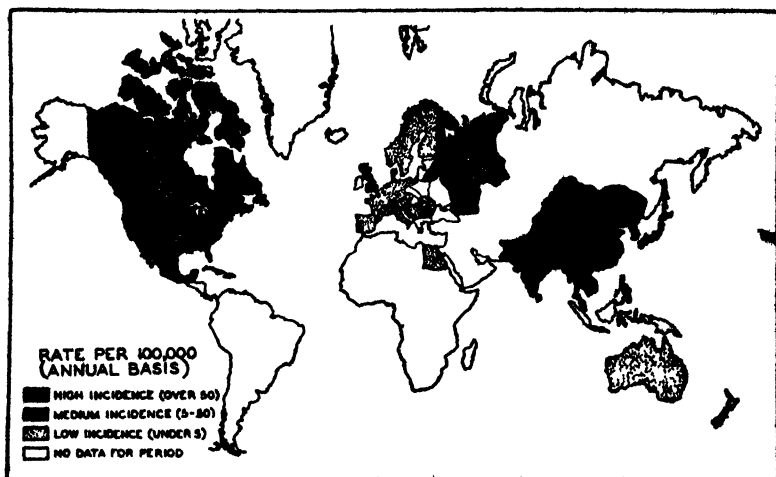 RATE PER 100,000
(ANNUAL BASIS)
HIGH INCIDENCE (OVER 50)
MEDIUM INCIDENCE (5-50)
LOW INCIDENCE (UNDER 5)
NO DATA FOR PERIOD